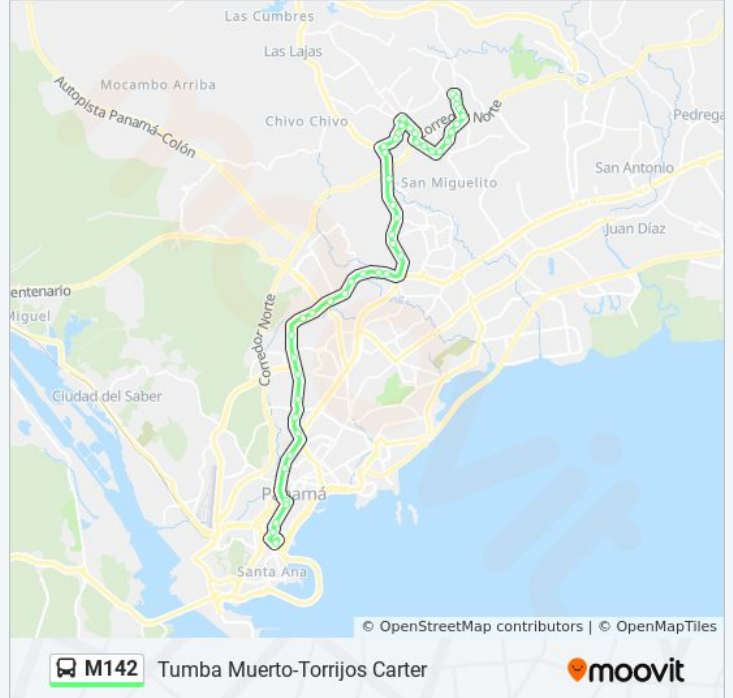 Las Cumbres
Las Lajas
Mocambo Arriba
Autopista Panamá-Colón
Chivo Chivo
Corredor Norte
Pedrega
San Miguelito
San Antonio
Juan Díaz
entenario
Miguel
Corredor Norte
Ciudad del Saber
Panamá
Santa Ana
© OpenStreetMap contributors | © OpenMapTiles
M142 Tumba Muerto-Torrijos Carter
moovit